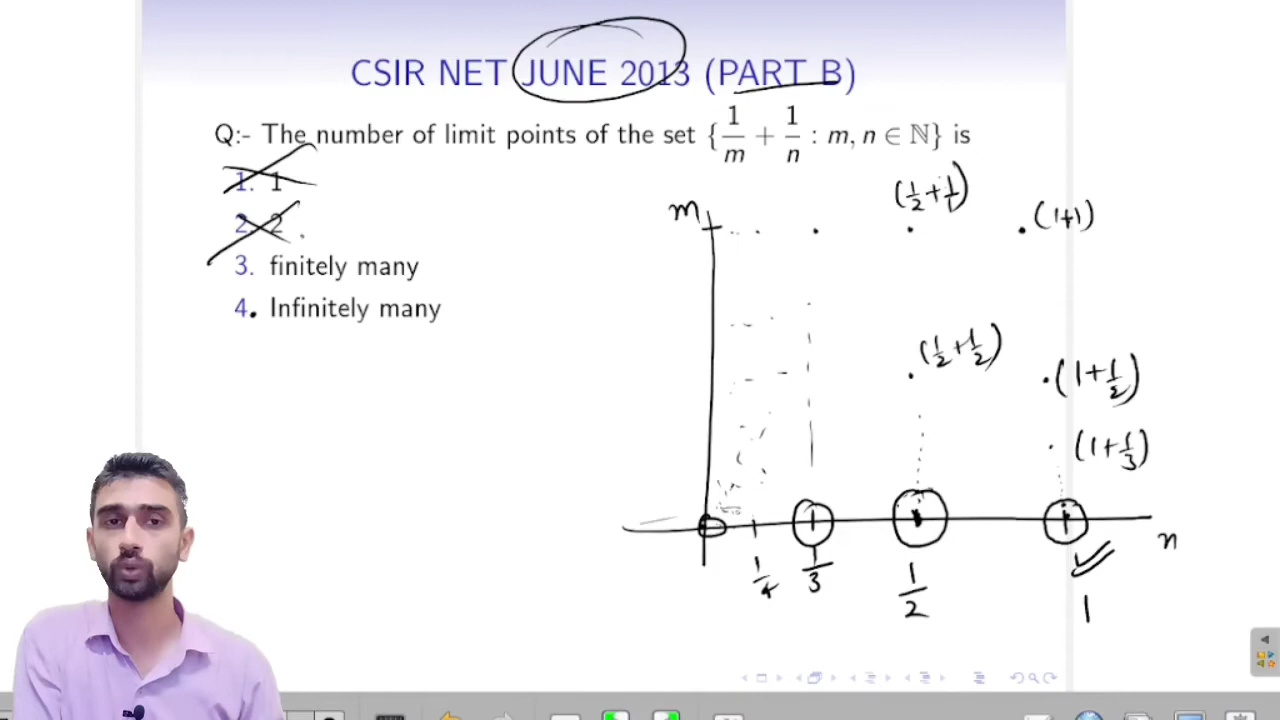 CSIR NET JUNE 2013 (PART B)
Q:- The number of limit points of the set {1/m + 1/n : m, n ∈ ℕ} is
1. 1
2. 2
3. finitely many
4. Infinitely many
m
(1/2+1/1)
(1+1)
(1/2+1/2)
(1+1/2)
(1+1/3)
n
1/4
1/3
1/2
1